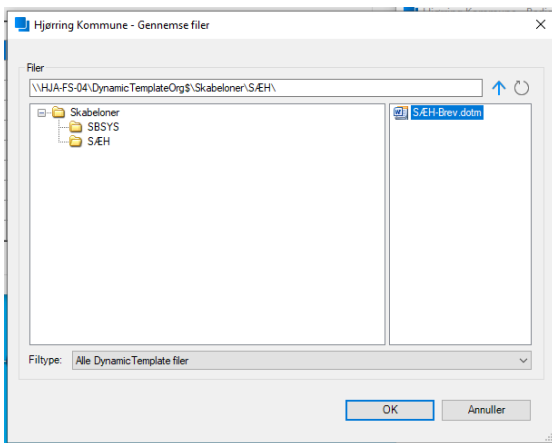 Hjørring Kommune - Gennemse filer
Filer
\\HJA-FS-04\DynamicTemplateOrg$\Skabeloner\SÆH\
Skabeloner
SBSYS
SÆH
SÆH-Brev.dotm
Filtype:
Alle DynamicTemplate filer
OK
Annuller